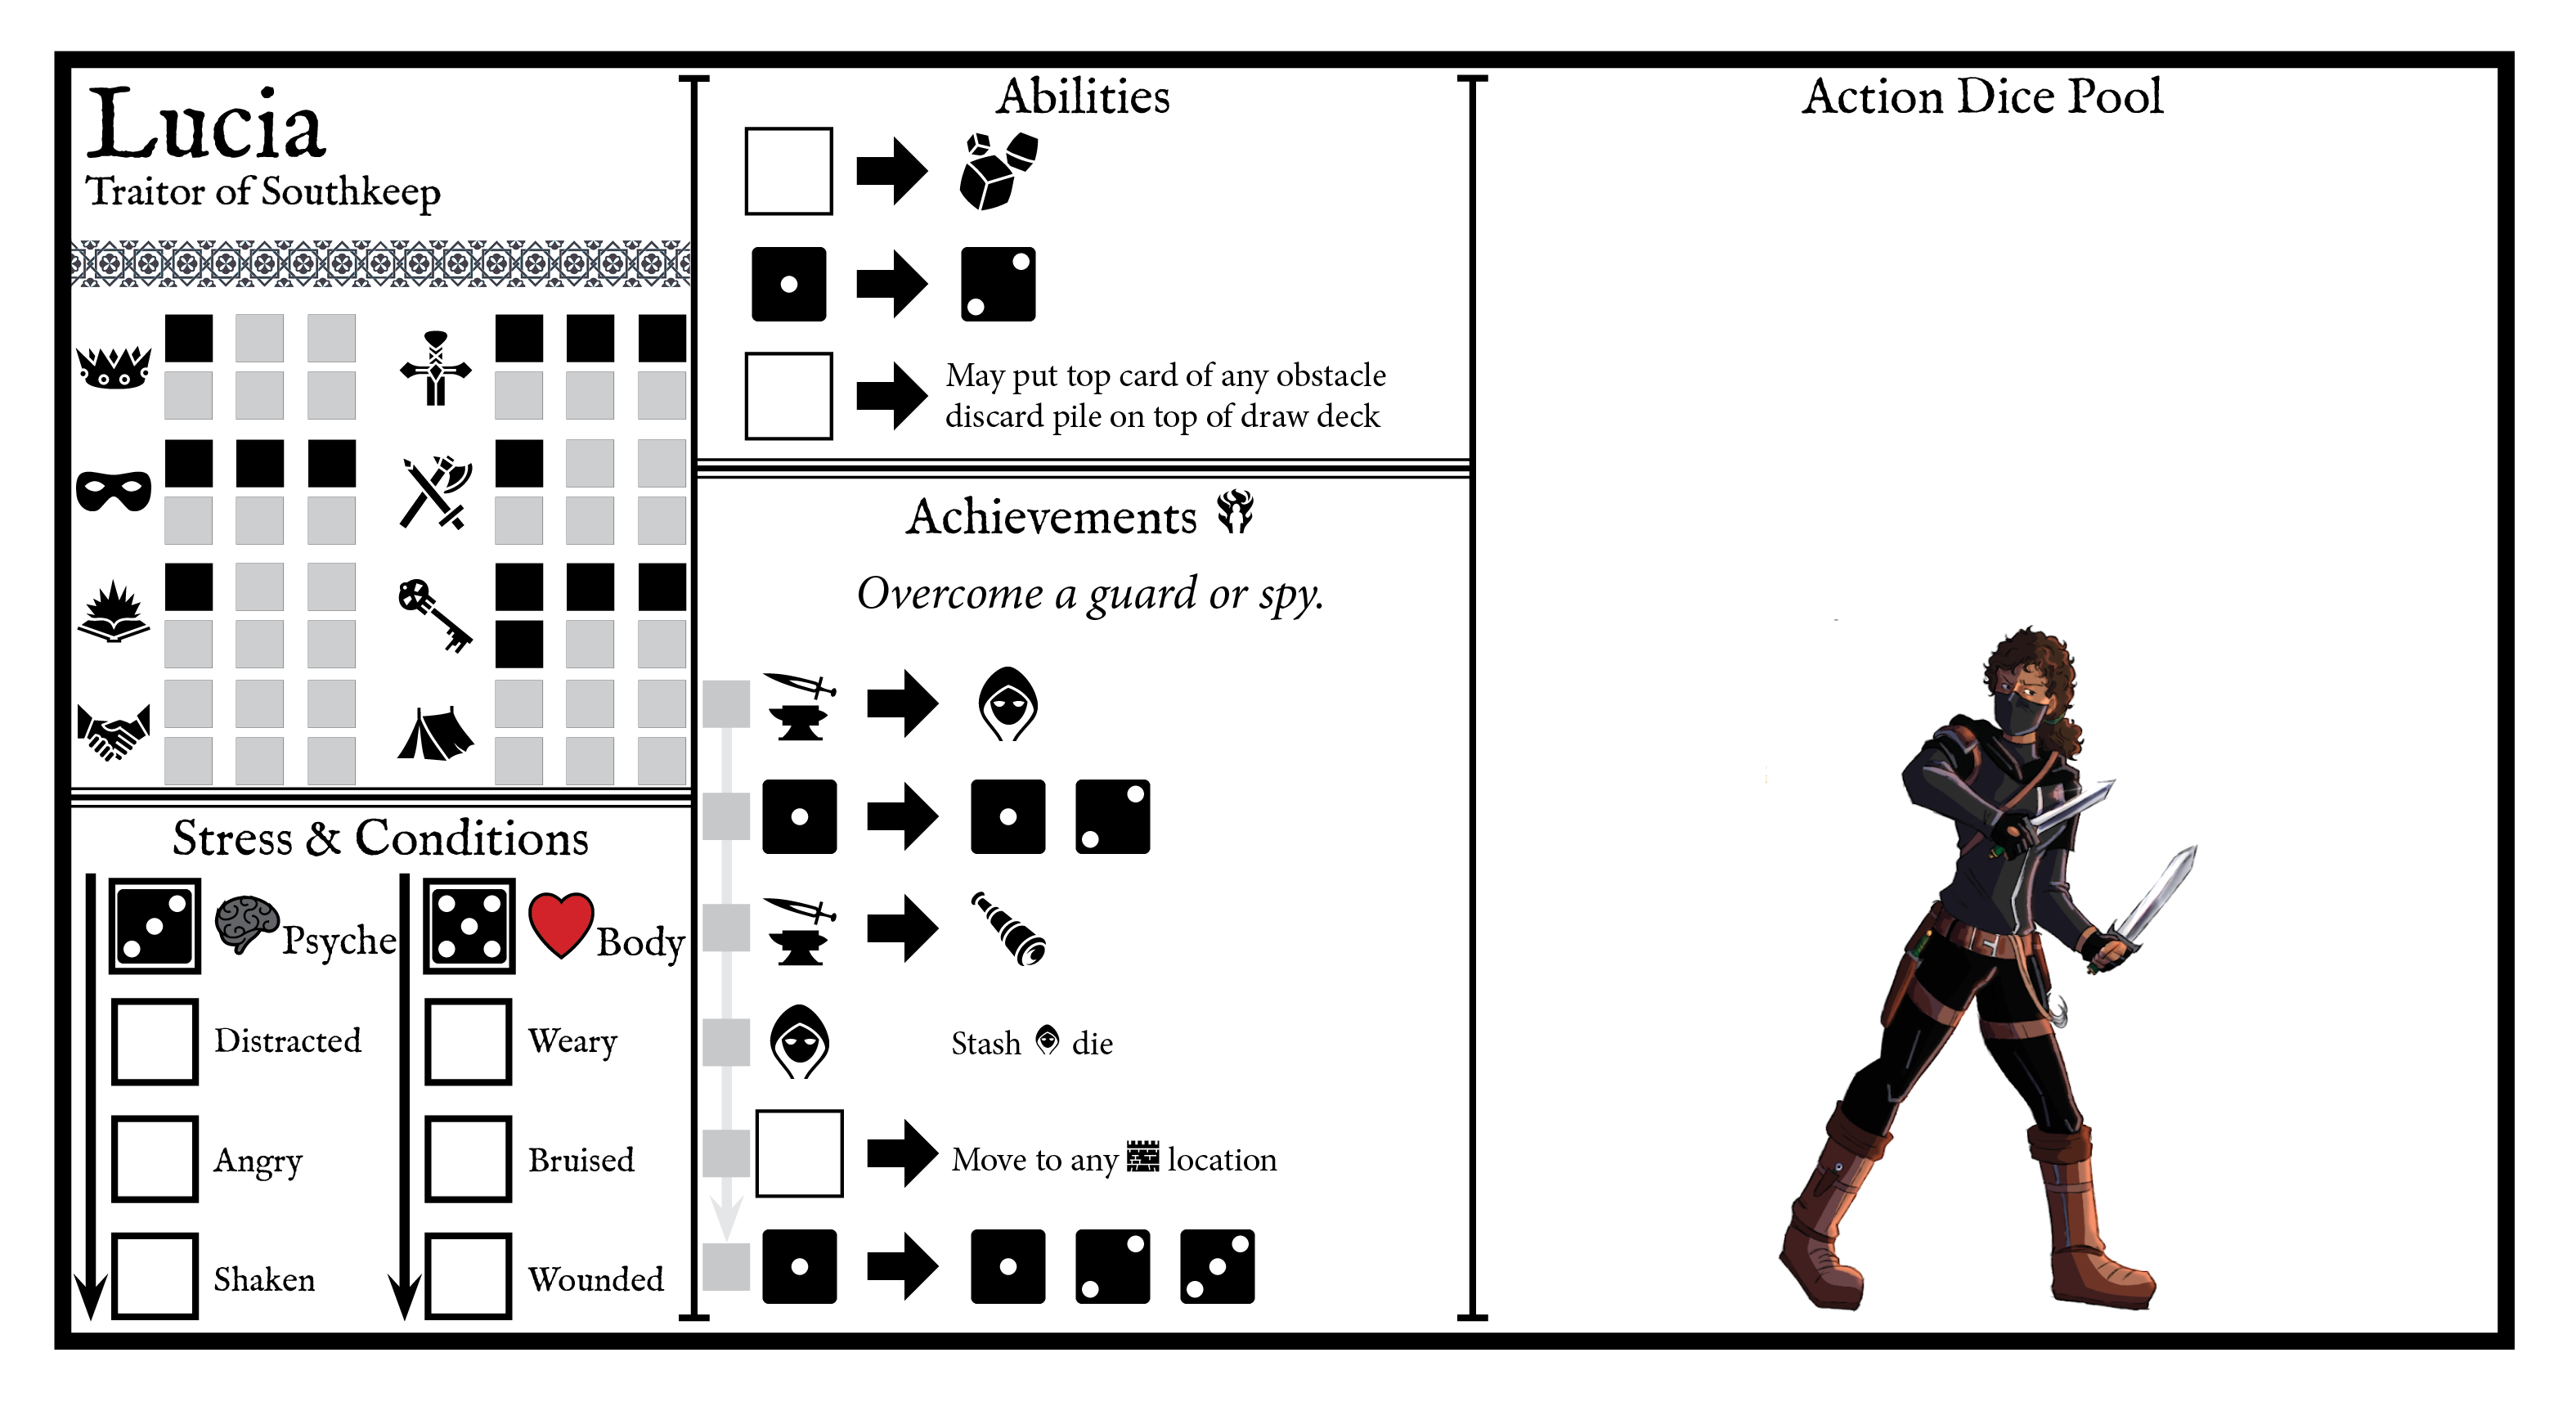 Lucia
Traitor of Southkeep
Stress & Conditions
Psyche
Body
Distracted
Weary
Angry
Bruised
Shaken
Wounded
Abilities
May put top card of any obstacle
discard pile on top of draw deck
Achievements
Overcome a guard or spy.
Stash die
Move to any location
Action Dice Pool